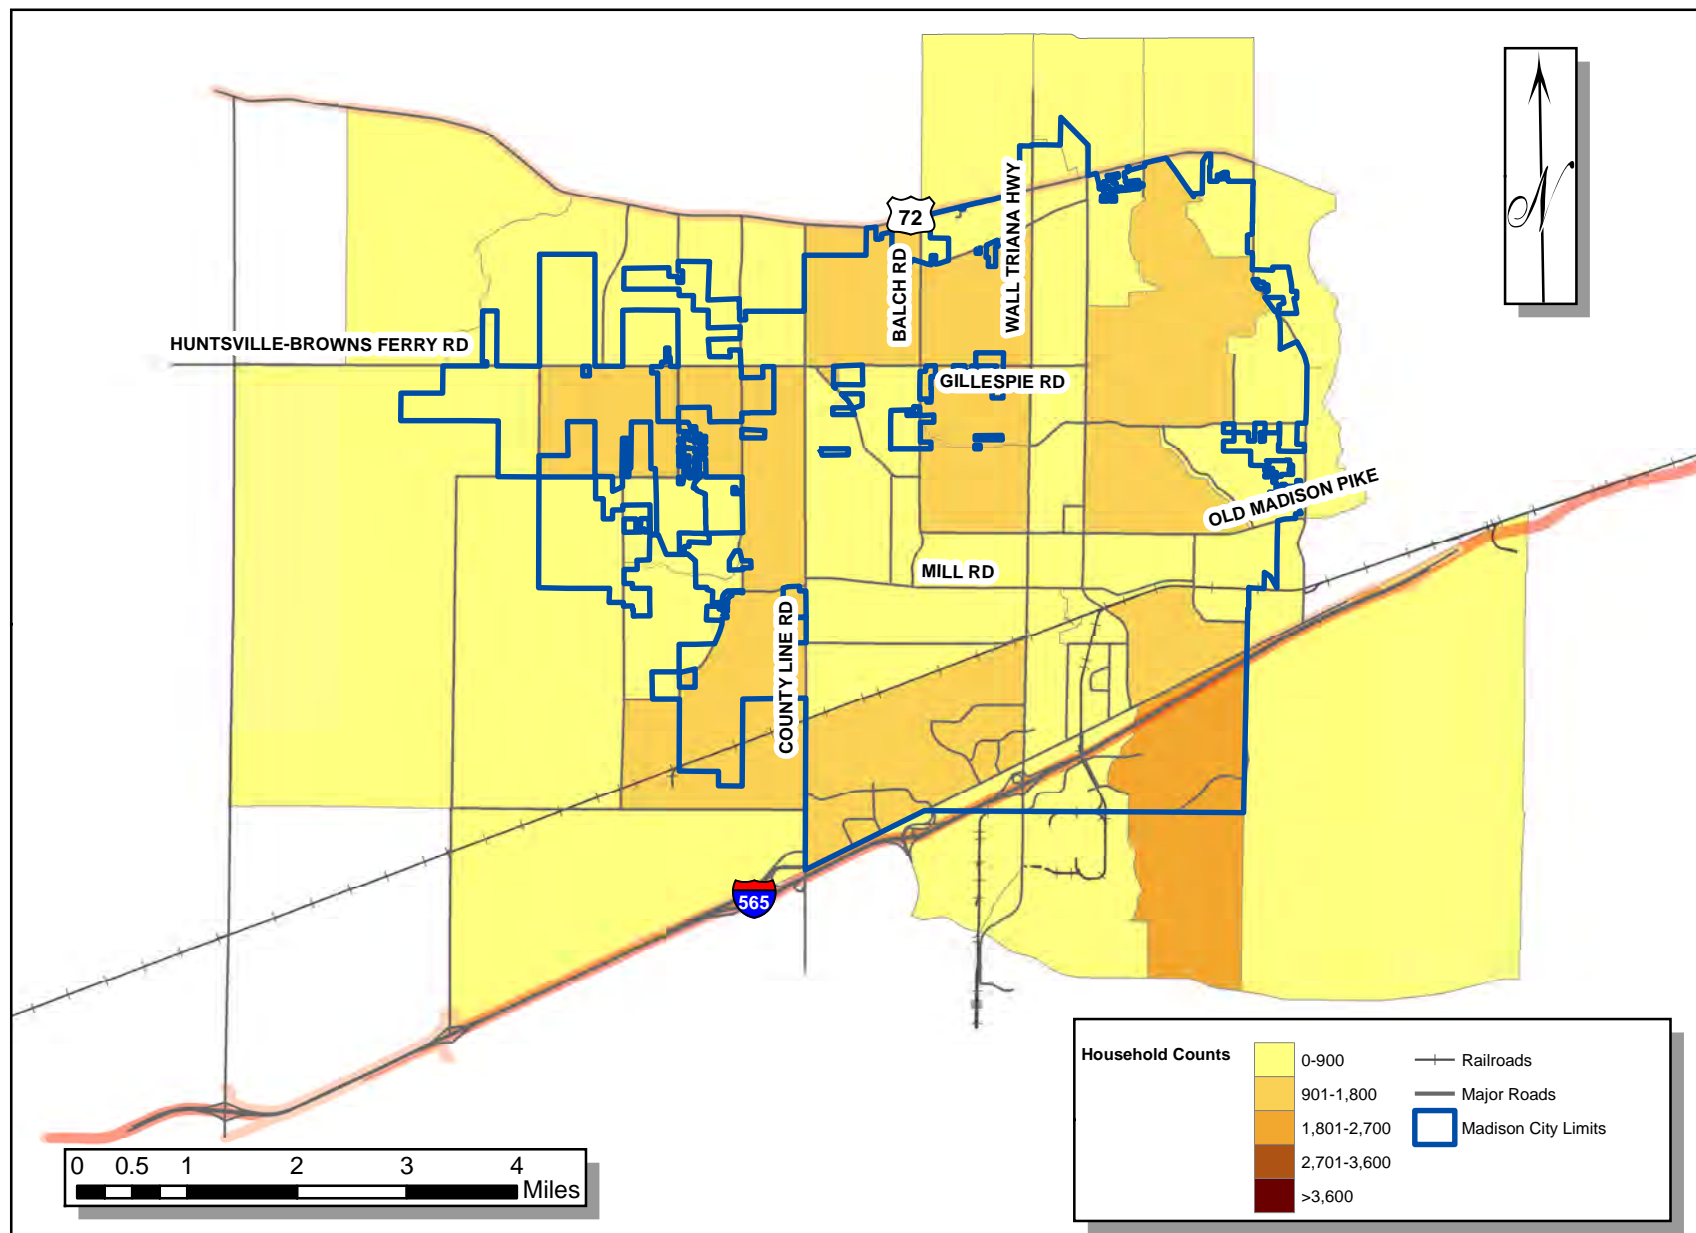 72
WALL TRIANA HWY
BALCH RD
HUNTSVILLE-BROWNS FERRY RD
GILLESPIE RD
OLD MADISON PIKE
MILL RD
COUNTY LINE RD
565
N
Household Counts
0-900
901-1,800
1,801-2,700
2,701-3,600
>3,600
Railroads
Major Roads
Madison City Limits
0 0.5 1 2 3 4
Miles